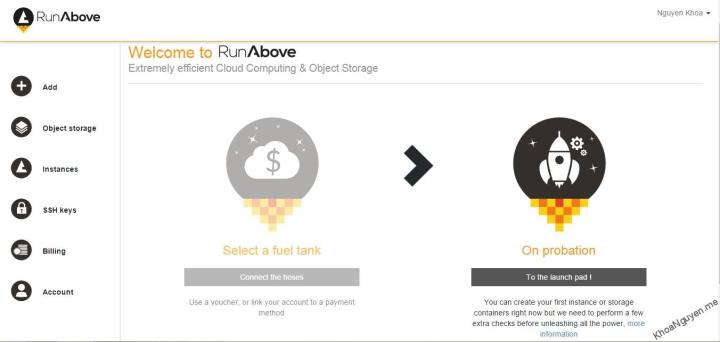 RunAbove
Nguyen Khoa
Welcome to RunAbove
Extremely efficient Cloud Computing & Object Storage
Add
Object storage
Instances
SSH keys
Billing
Account
$
Select a fuel tank
Connect the hoses
Use a voucher, or link your account to a payment
method
On probation
To the launch pad !
You can create your first instance or storage
containers right now but we need to perform a few
extra checks before unleashing all the power, more
information
KhoaNguyen.me